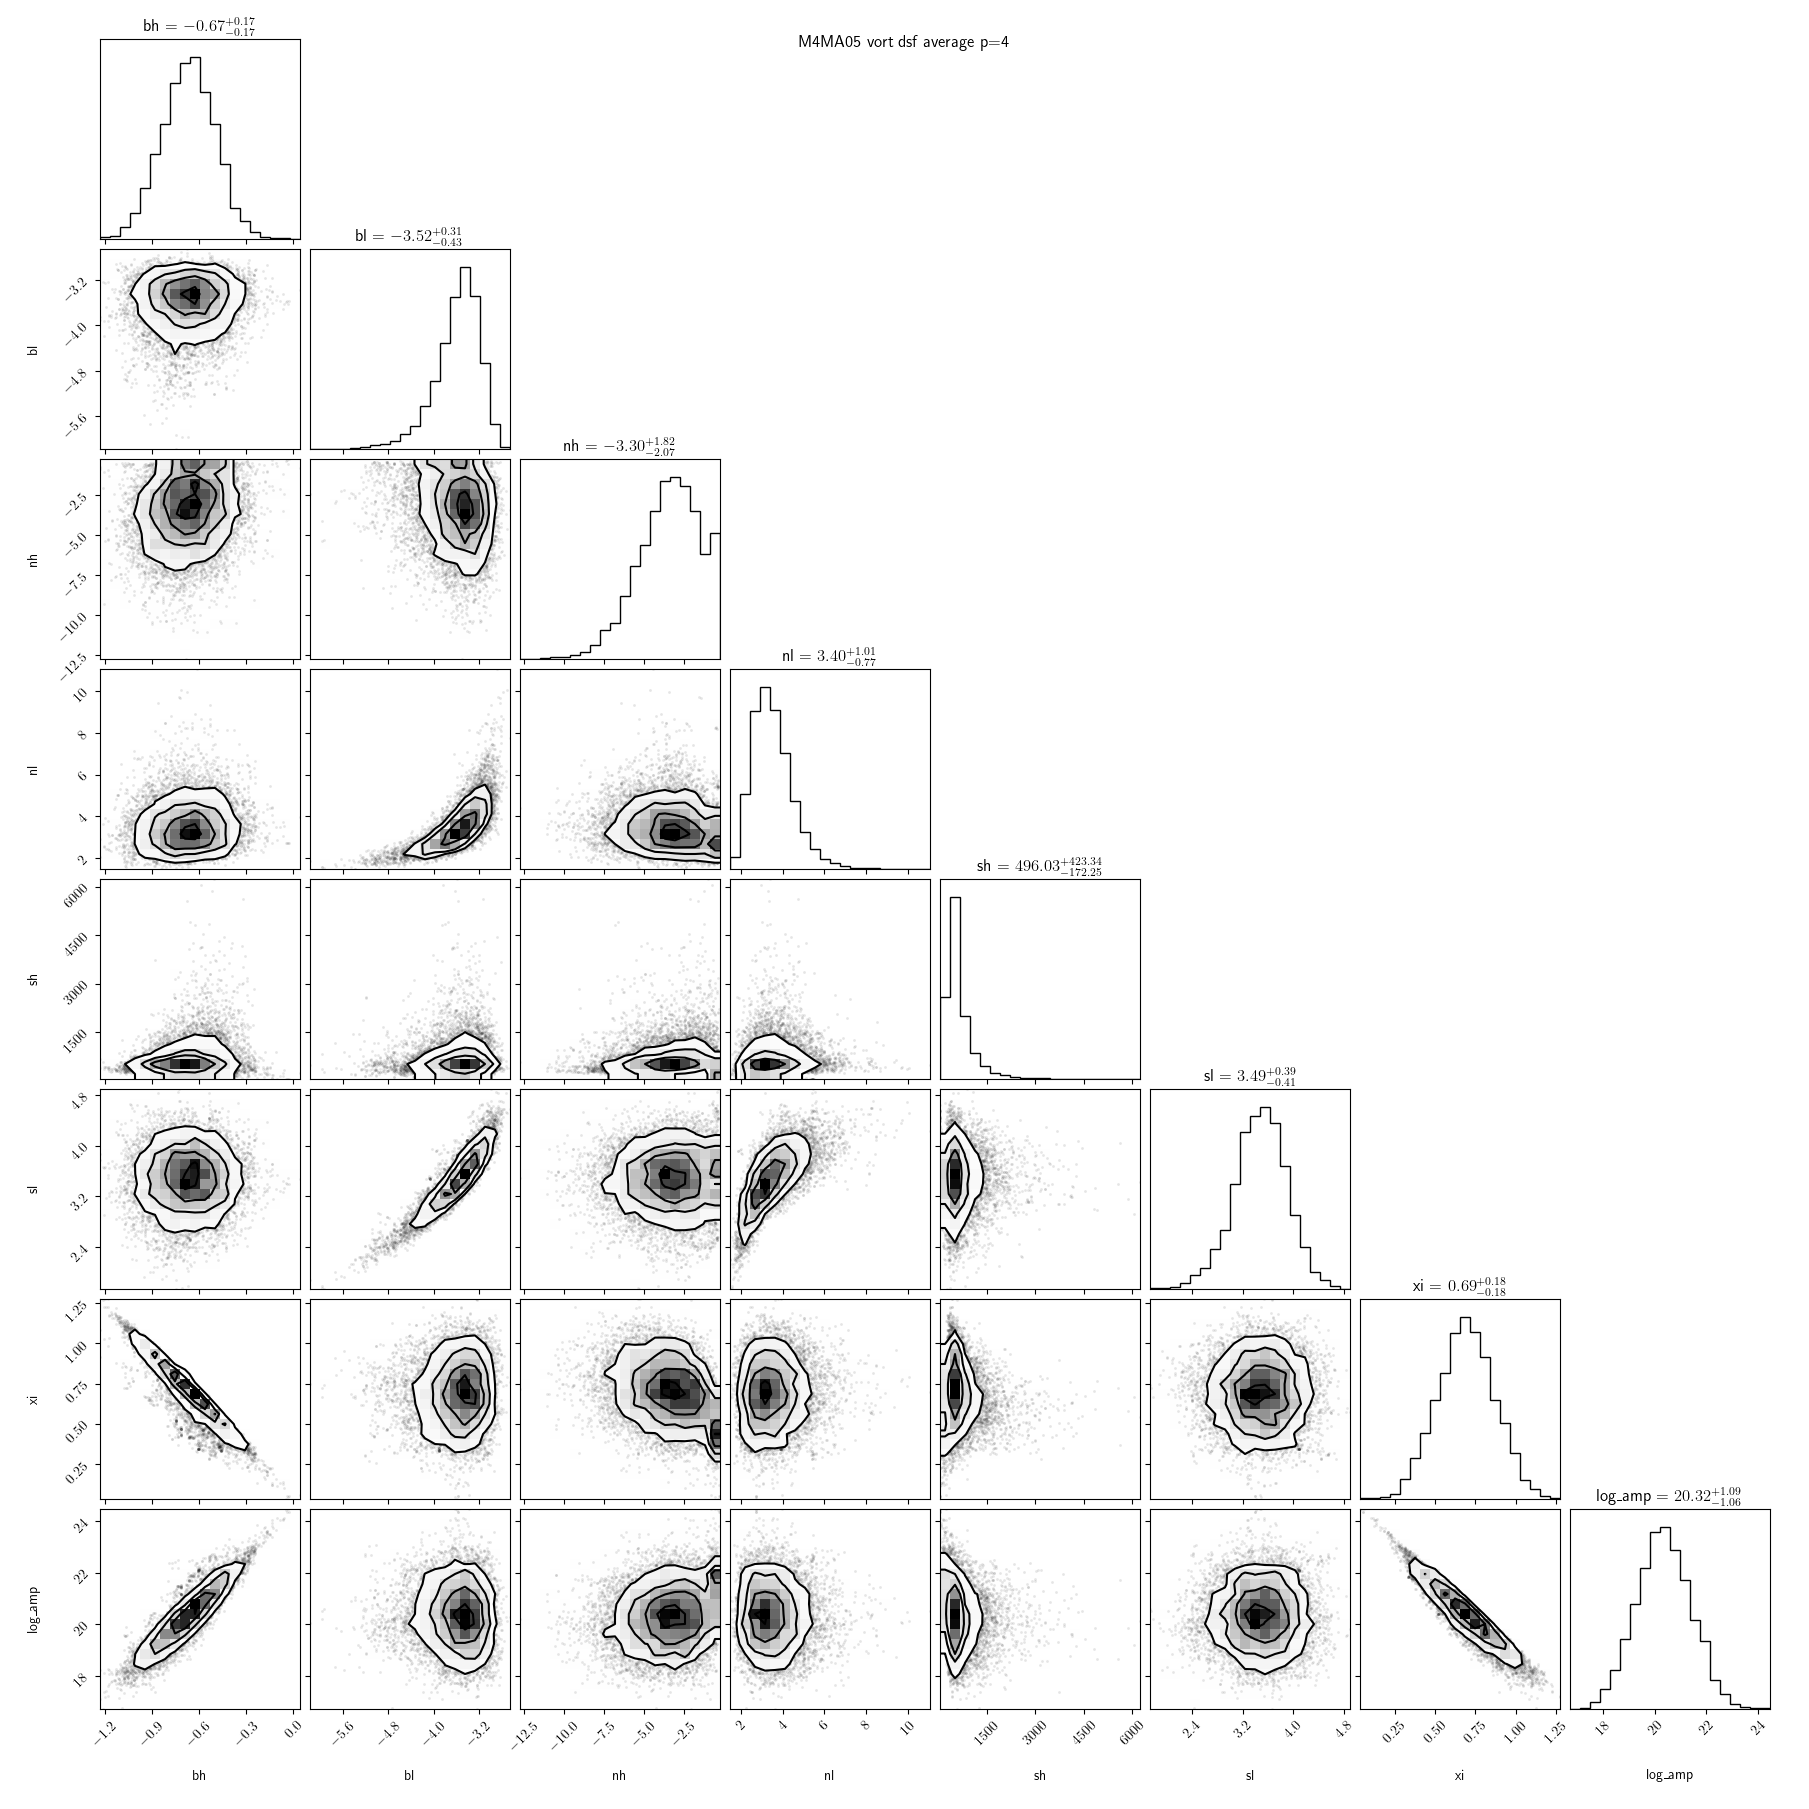 M4MA05 vort dsf average p=4
bh = −0.67 +0.17 −0.17
bl = −3.52 +0.31 −0.43
bl
−3.2
−4.0
−4.8
−5.6
nh = −3.30 +1.82 −2.07
nh
−2.5
−5.0
−7.5
−10.0
−12.5
nl = 3.40 +1.01 −0.77
nl
10
8
6
4
2
sh = 496.03 +423.34 −172.25
sh
6000
4500
3000
1500
sl = 3.49 +0.39 −0.41
sl
4.8
4.0
3.2
2.4
xi = 0.69 +0.18 −0.18
xi
1.25
1.00
0.75
0.50
0.25
log_amp = 20.32 +1.09 −1.06
log_amp
24
22
20
18
−1.2 −0.9 −0.6 −0.3 0.0 −5.6 −4.8 −4.0 −3.2 −12.5 −10.0 −7.5 −5.0 −2.5 2 4 6 8 10 1500 3000 4500 6000 2.4 3.2 4.0 4.8 0.25 0.50 0.75 1.00 1.25 18 20 22 24
bh bl nh nl sh sl xi log_amp